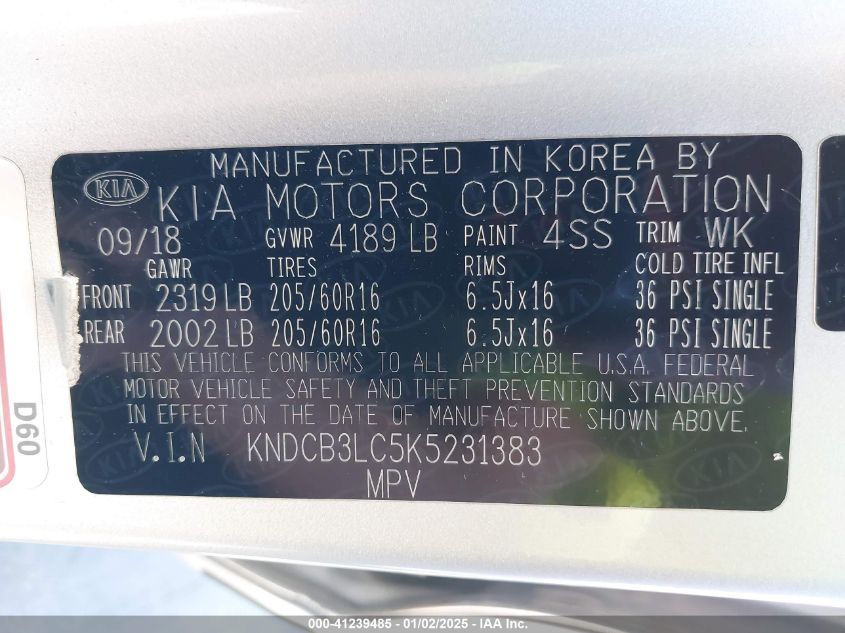 MANUFACTURED IN KOREA BY
KIA KIA MOTORS CORPORATION
09/18 GVWR 4189 LB PAINT 4SS TRIM WK
GAWR TIRES RIMS COLD TIRE INFL
FRONT 2319 LB 205/60R16 6.5Jx16 36 PSI SINGLE
REAR 2002 LB 205/60R16 6.5Jx16 36 PSI SINGLE
THIS VEHICLE CONFORMS TO ALL APPLICABLE U.S.A. FEDERAL
MOTOR VEHICLE SAFETY AND THEFT PREVENTION STANDARDS
IN EFFECT ON THE DATE OF MANUFACTURE SHOWN ABOVE.
V.I.N KNDCB3LC5K5231383
MPV
D60
000-41239485 - 01/02/2025 - IAA Inc.